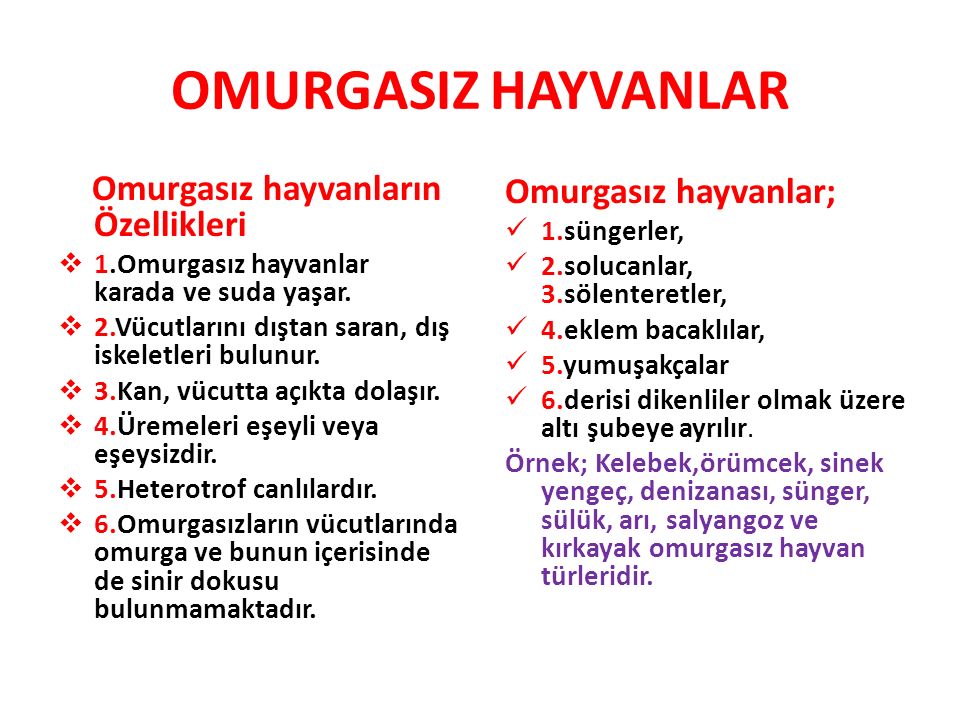 OMURGASIZ HAYVANLAR
Omurgasız hayvanların
Özellikleri
❖ 1.Omurgasız hayvanlar
karada ve suda yaşar.
❖ 2.Vücutlarını dıştan saran, dış
iskeletleri bulunur.
❖ 3.Kan, vücutta açıkta dolaşır.
❖ 4.Üremeleri eşeyli veya
eşeysizdir.
❖ 5.Heterotrof canlılardır.
❖ 6.Omurgasızların vücutlarında
omurga ve bunun içerisinde
de sinir dokusu
bulunmamaktadır.
Omurgasız hayvanlar;
✓ 1.süngerler,
✓ 2.solucanlar,
3.sölenteretler,
✓ 4.eklem bacaklılar,
✓ 5.yumuşakçalar
✓ 6.derisi dikenliler olmak üzere
altı şubeye ayrılır.
Örnek; Kelebek,örümcek, sinek
yengeç, denizanası, sünger,
sülük, arı, salyangoz ve
kırkayak omurgasız hayvan
türleridir.